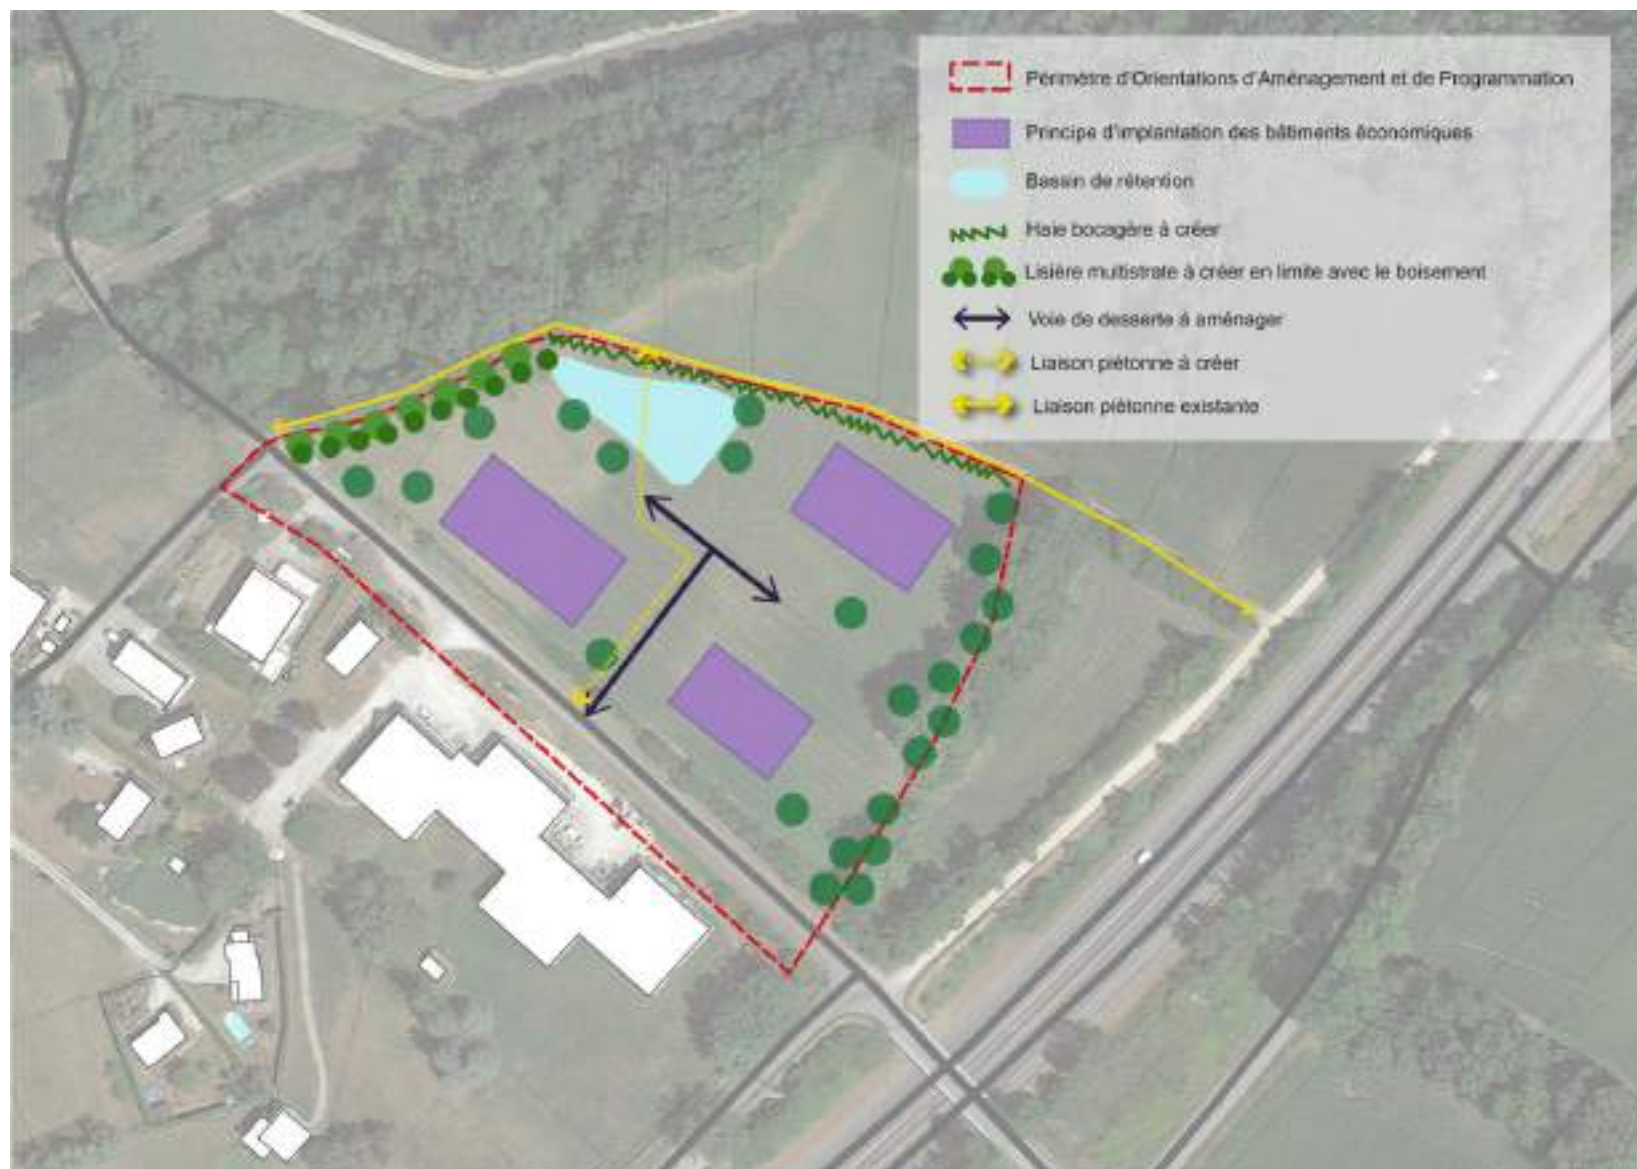 Périmètre d'Orientations d'Aménagement et de Programmation
Principe d'implantation des bâtiments économiques
Bassin de rétention
Haie bocagère à créer
Lisière multistrate à créer en limite avec le boisement
Voie de desserte à aménager
Liaison piétonne à créer
Liaison piétonne existante